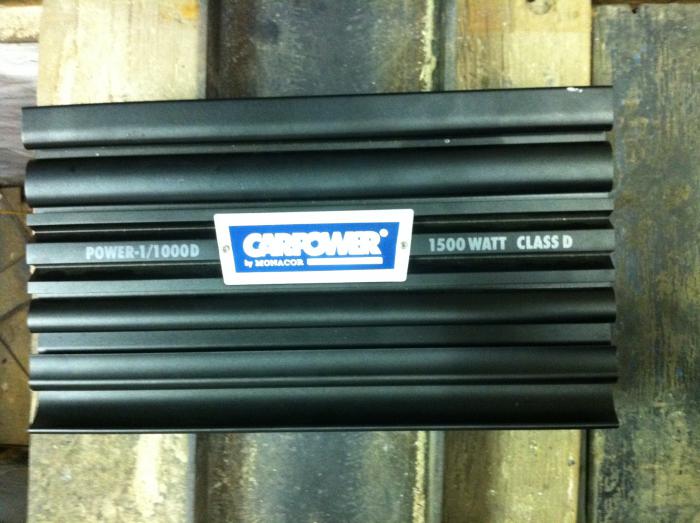 POWER-1/1000D
CARPOWER®
by MONACOR
1500 WATT CLASS D